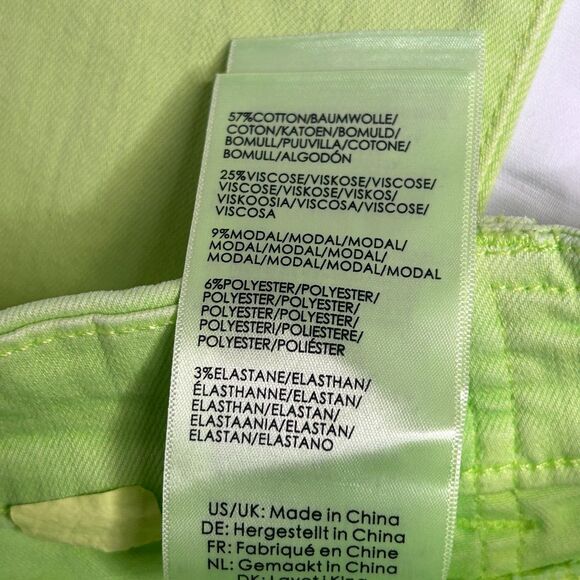 57%COTTON/BAUMWOLLE/
COTON/KATOEN/BOMULD/
BOMULL/PUUVILLA/COTONE/
BOMULL/ALGODÓN
25%VISCOSE/VISKOSE/VISCOSE/
VISCOSE/VISKOSE/VISKOS/
VISKOOSIA/VISCOSA/VISCOSE/
VISCOSA
9%MODAL/MODAL/MODAL/
MODAL/MODAL/MODAL/
MODAL/MODAL/MODAL/MODAL
6%POLYESTER/POLYESTER/
POLYESTER/POLYESTER/
POLYESTER/POLYESTER/
POLYESTERI/POLIESTERE/
POLYESTER/POLIÉSTER
3%ELASTANE/ELASTHAN/
ÉLASTHANNE/ELASTAN/
ELASTHAN/ELASTAN/
ELASTAANIA/ELASTAN/
ELASTAN/ELASTANO
US/UK: Made in China
DE: Hergestellt in China
FR: Fabriqué en Chine
NL: Gemaakt in China
DK: Lavet i Kina